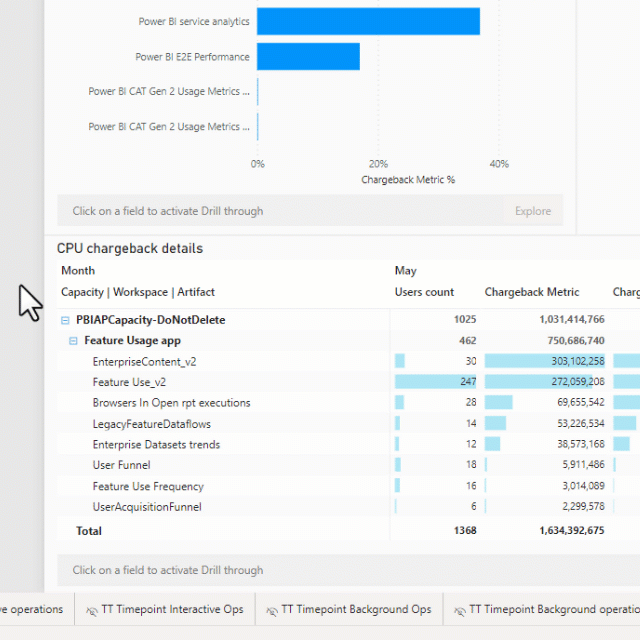 Power BI service analytics
Power BI E2E Performance
Power BI CAT Gen 2 Usage Metrics ...
Power BI CAT Gen 2 Usage Metrics ...
0% 20% 40%
Chargeback Metric %
Click on a field to activate Drill through Explore
CPU chargeback details
Month May
Capacity | Workspace | Artifact Users count Chargeback Metric Charg
PBIAPCapacity-DoNotDelete 1025 1,031,414,766
Feature Usage app 462 750,686,740
EnterpriseContent_v2 30 303,102,258
Feature Use_v2 247 272,059,208
Browsers In Open rpt executions 28 69,655,542
LegacyFeatureDataflows 14 53,226,534
Enterprise Datasets trends 12 38,573,168
User Funnel 18 5,911,486
Feature Use Frequency 16 3,014,089
UserAcquisitionFunnel 6 2,299,578
Total 1368 1,634,392,675
Click on a field to activate Drill through
ve operations TT Timepoint Interactive Ops TT Timepoint Background Ops TT Timepoint Background operatio